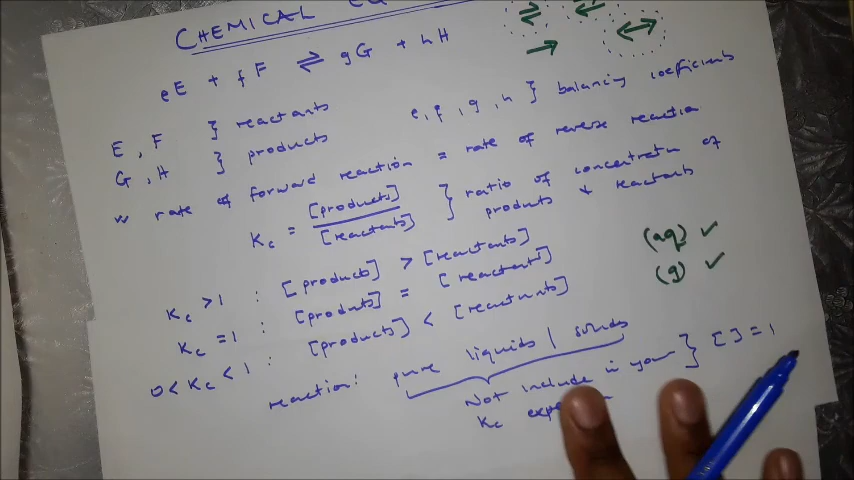 CHEMICAL EQ
eE + fF ⇌ gG + hH
E, F } reactants
e, f, g, h } balancing coefficients
G, H } products
rate of forward reaction = rate of reverse reaction
Kc = [products] / [reactants] } ratio of concentration of products & reactants
(aq) ✓
(g) ✓
Kc > 1 : [products] > [reactants]
Kc = 1 : [products] = [reactants]
0 < Kc < 1 : [products] < [reactants]
reaction: pure liquids / solids
Not include in your } [ ] = 1
Kc